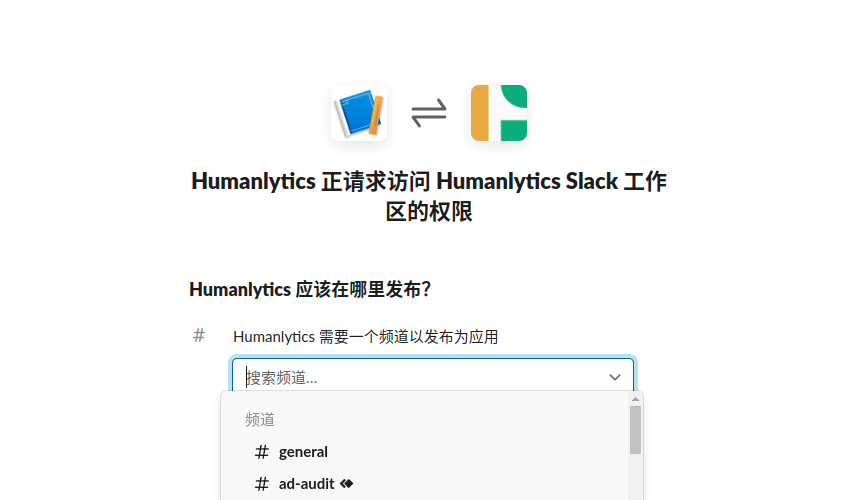 Humanlytics 正请求访问 Humanlytics Slack 工作
区的权限
Humanlytics 应该在哪里发布?
# Humanlytics 需要一个频道以发布为应用
搜索频道...
频道
# general
# ad-audit